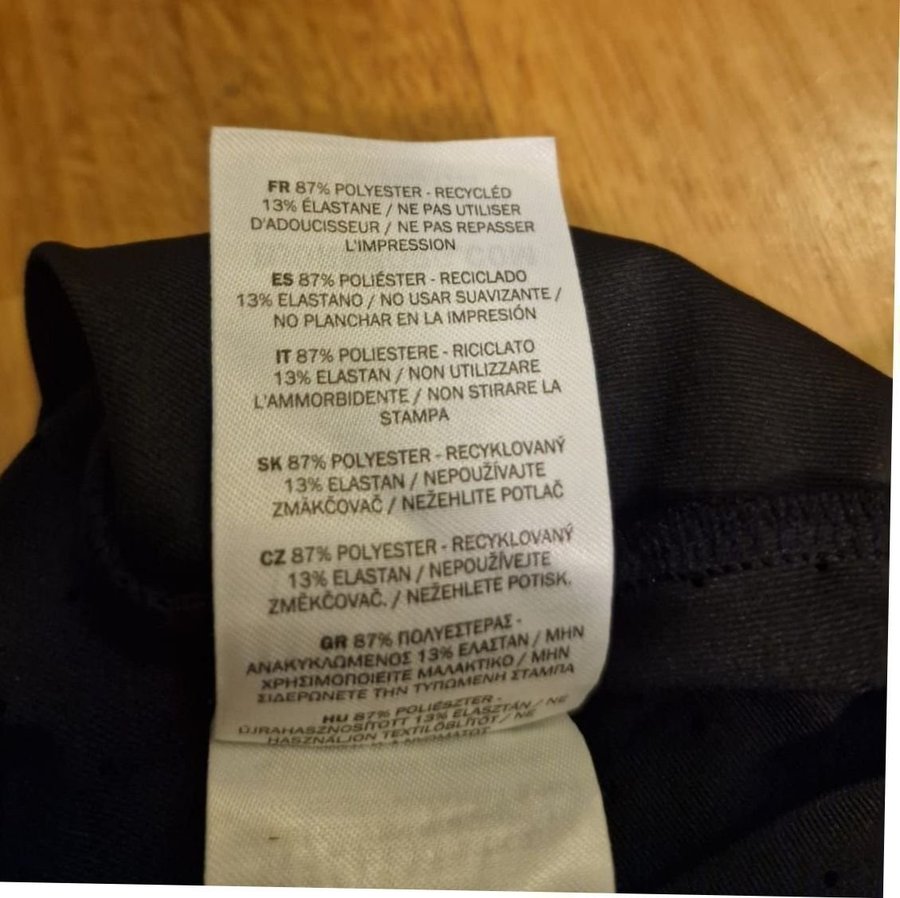 FR 87% POLYESTER - RECYCLÉD
13% ÉLASTANE / NE PAS UTILISER
D'ADOUCISSEUR / NE PAS REPASSER
L'IMPRESSION
ES 87% POLIÉSTER - RECICLADO
13% ELASTANO / NO USAR SUAVIZANTE /
NO PLANCHAR EN LA IMPRESIÓN
IT 87% POLIESTERE - RICICLATO
13% ELASTAN / NON UTILIZZARE
L'AMMORBIDENTE / NON STIRARE LA
STAMPA
SK 87% POLYESTER - RECYKLOVANÝ
13% ELASTAN / NEPOUŽÍVAJTE
ZMÄKČOVAČ / NEŽEHLITE POTLAČ
CZ 87% POLYESTER - RECYKLOVANÝ
13% ELASTAN / NEPOUŽÍVEJTE
ZMĚKČOVAČ. / NEŽEHLETE POTISK.
GR 87% ΠΟΛΥΕΣΤΕΡΑΣ -
ΑΝΑΚΥΚΛΩΜΕΝΟΣ 13% ΕΛΑΣΤΑΝ / ΜΗΝ
ΧΡΗΣΙΜΟΠΟΙΕΙΤΕ ΜΑΛΑΚΤΙΚΟ / ΜΗΝ
ΣΙΔΕΡΩΝΕΤΕ ΤΗΝ ΤΥΠΩΜΕΝΗ ΣΤΑΜΠΑ
HU 87% POLIÉSZTER -
ÚJRAHASZNOSÍTOTT 13% ELASZTÁN / NE
HASZNÁLJON TEXTILÖBLÍTŐT / NE